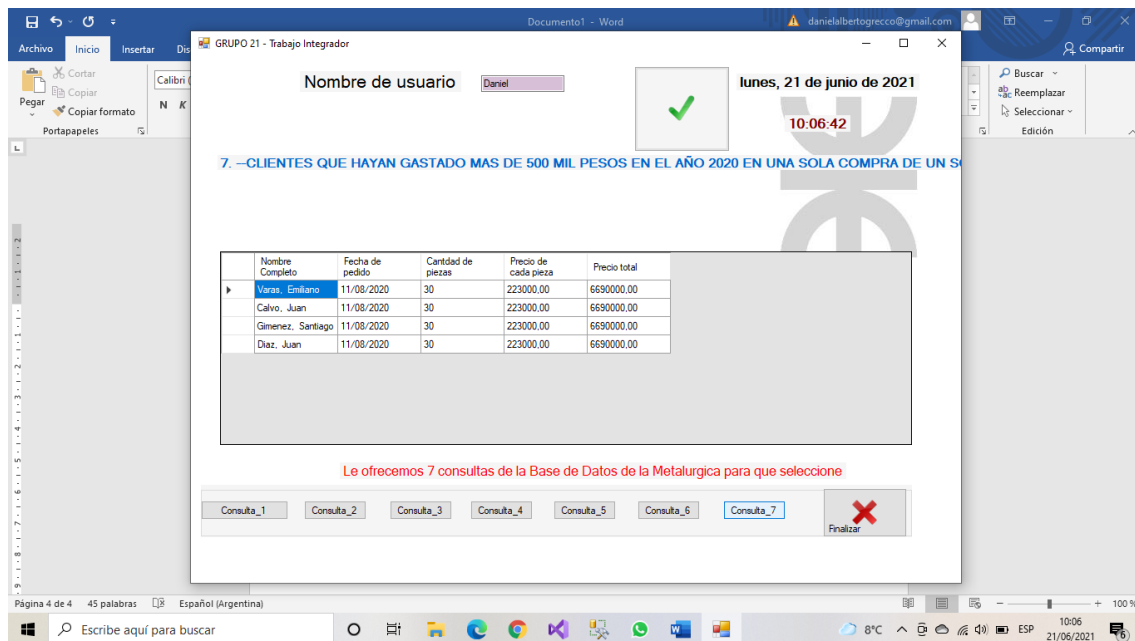 Documento1 - Word
danielalbertogrecco@gmail.com
Archivo Inicio Insertar Dis
Compartir
GRUPO 21 - Trabajo Integrador
Cortar
Copiar
Copiar formato
Pegar
Portapapeles
Calibri (
N K
Buscar
Reemplazar
Seleccionar
Edición
Nombre de usuario Daniel lunes, 21 de junio de 2021
10:06:42
7. --CLIENTES QUE HAYAN GASTADO MAS DE 500 MIL PESOS EN EL AÑO 2020 EN UNA SOLA COMPRA DE UN S
Nombre Completo Fecha de pedido Cantdad de piezas Precio de cada pieza Precio total
Varas, Emiliano 11/08/2020 30 223000,00 6690000,00
Calvo, Juan 11/08/2020 30 223000,00 6690000,00
Gimenez, Santiago 11/08/2020 30 223000,00 6690000,00
Diaz, Juan 11/08/2020 30 223000,00 6690000,00
Le ofrecemos 7 consultas de la Base de Datos de la Metalurgica para que seleccione
Consulta_1 Consulta_2 Consulta_3 Consulta_4 Consulta_5 Consulta_6 Consulta_7
Finalizar
Página 4 de 4 45 palabras Español (Argentina) 100 %
Escribe aquí para buscar
8°C ESP 10:06
21/06/2021